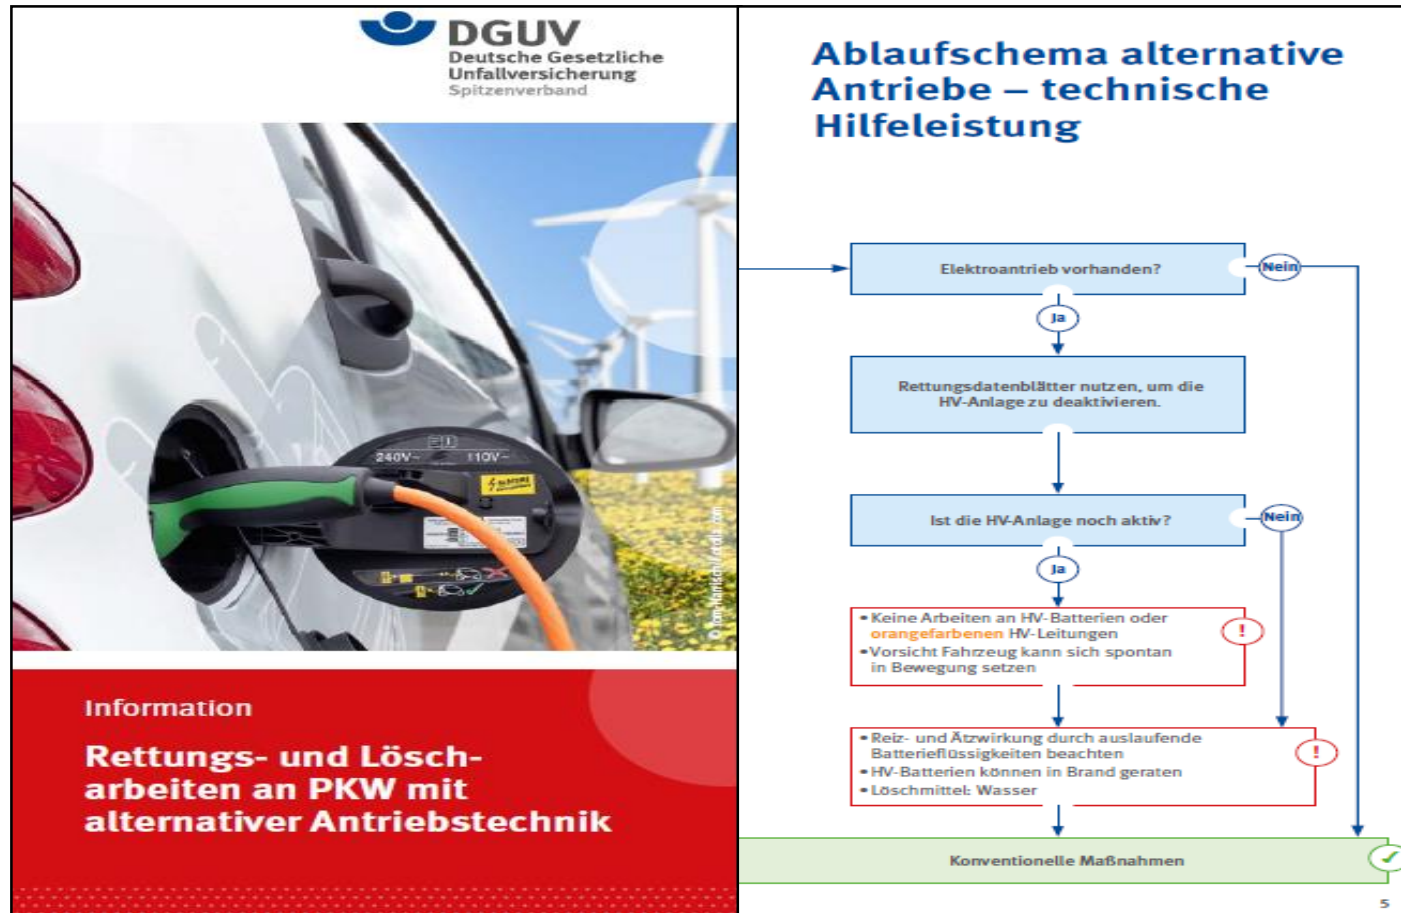 DGUV
Deutsche Gesetzliche
Unfallversicherung
Spitzenverband
240V~
110V~
Information
Rettungs- und Lösch-
arbeiten an PKW mit
alternativer Antriebstechnik
Ablaufschema alternative
Antriebe – technische
Hilfeleistung
Elektroantrieb vorhanden?
Nein
Ja
Rettungsdatenblätter nutzen, um die
HV-Anlage zu deaktivieren.
Ist die HV-Anlage noch aktiv?
Nein
Ja
• Keine Arbeiten an HV-Batterien oder
orangefarbenen HV-Leitungen
• Vorsicht Fahrzeug kann sich spontan
in Bewegung setzen
!
• Reiz- und Ätzwirkung durch auslaufende
Batterieflüssigkeiten beachten
• HV-Batterien können in Brand geraten
• Löschmittel: Wasser
!
Konventionelle Maßnahmen
5